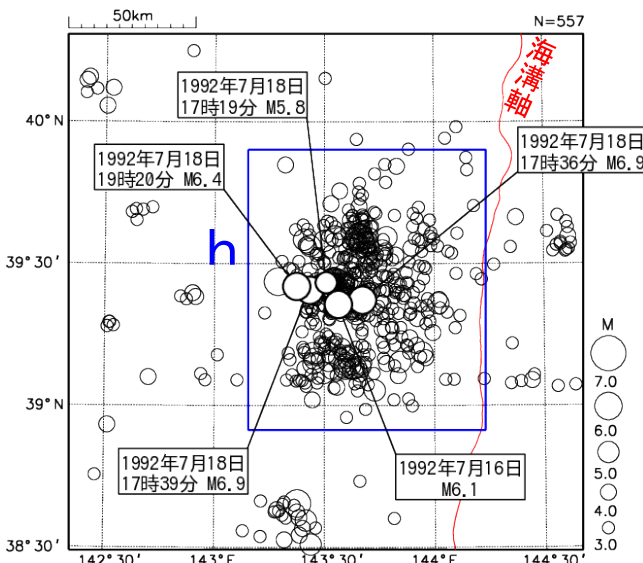 50km
N=557
海溝軸
1992年7月18日
17時19分 M5.8
1992年7月18日
17時36分 M6.9
1992年7月18日
19時20分 M6.4
h
1992年7月18日
17時39分 M6.9
1992年7月16日
M6.1
40°N
39°30′
39°N
38°30′
142°30′
143°E
143°30′
144°E
144°30′
M
7.0
6.0
5.0
4.0
3.0